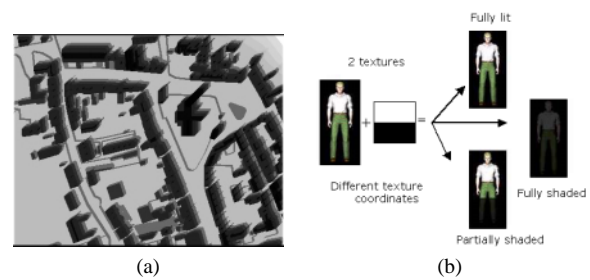 Fully lit
2 textures
+
=
Different texture
coordinates
Fully shaded
Partially shaded
(a)
(b)